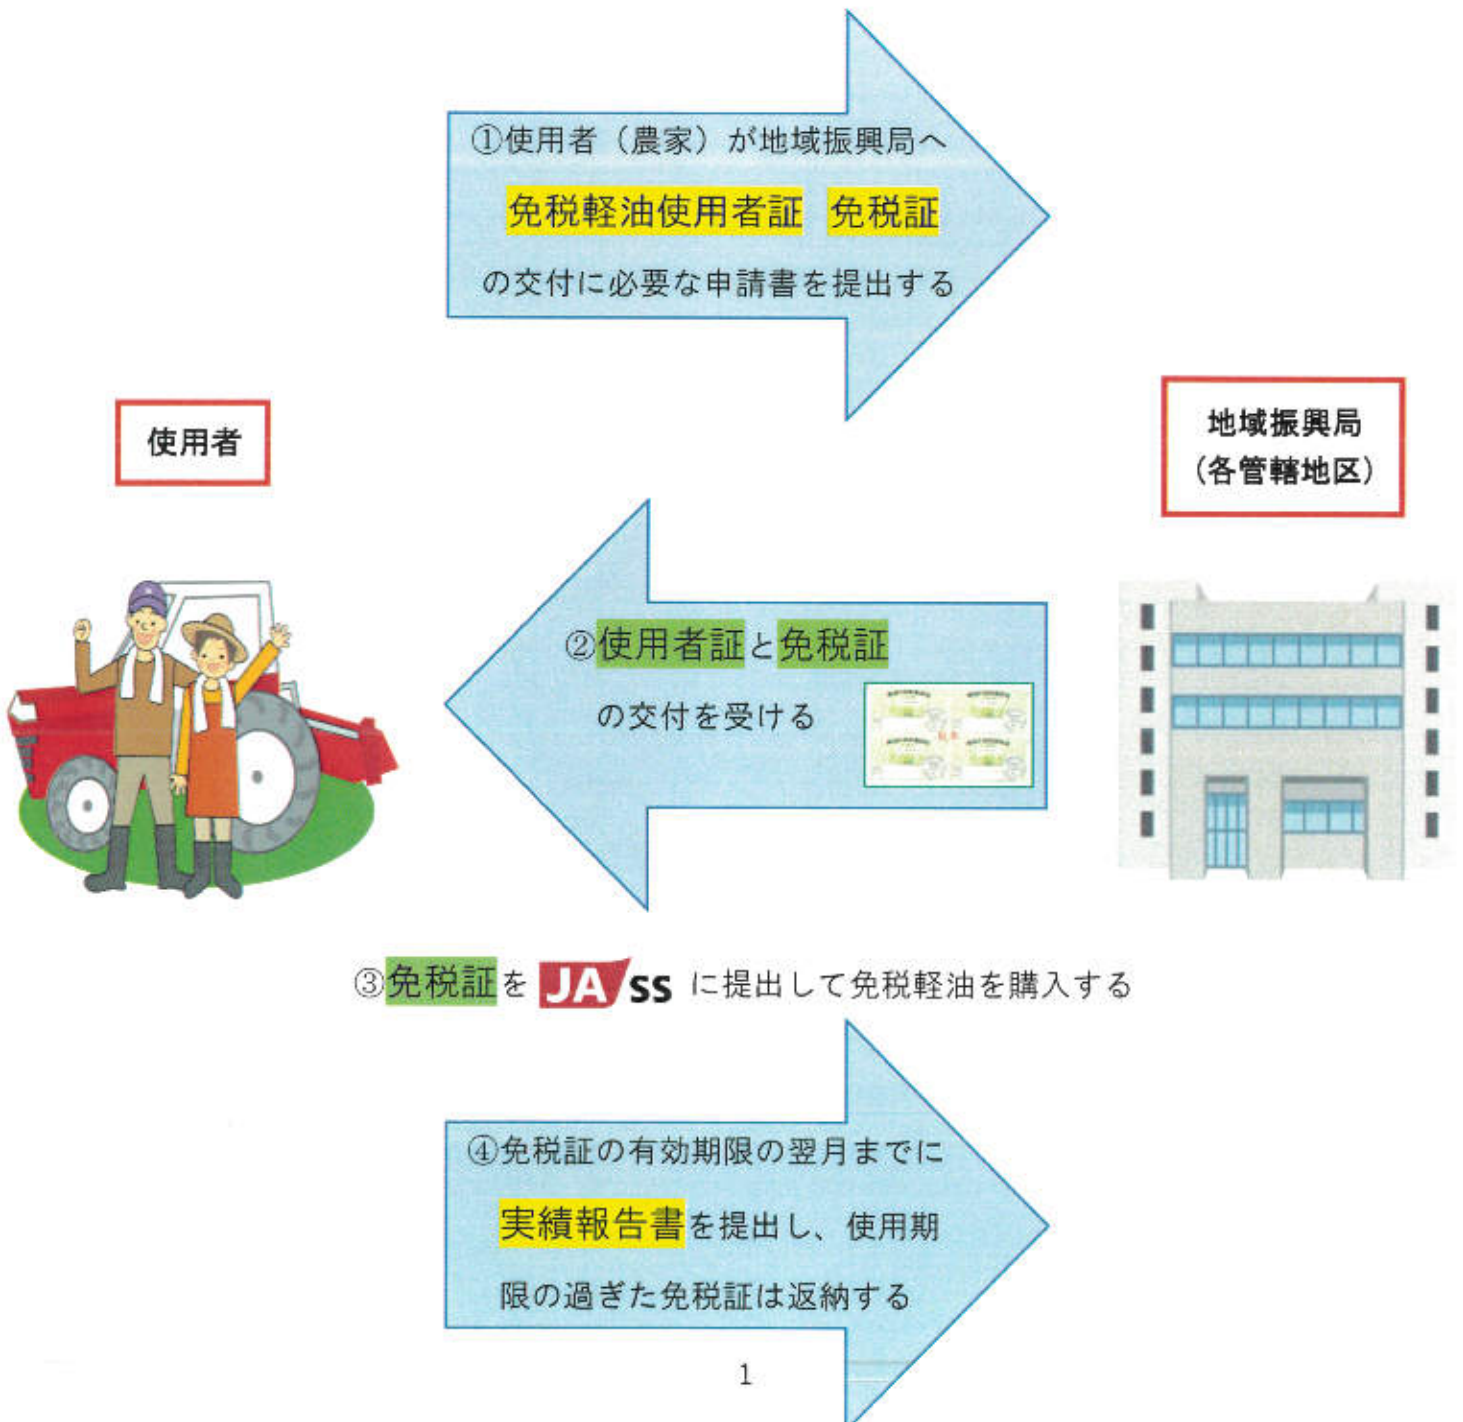 ①使用者（農家）が地域振興局へ
免税軽油使用者証 免税証
の交付に必要な申請書を提出する
使用者
地域振興局
（各管轄地区）
②使用者証と免税証
の交付を受ける
③免税証を JA SS に提出して免税軽油を購入する
④免税証の有効期限の翌月までに
実績報告書を提出し、使用期
限の過ぎた免税証は返納する
1